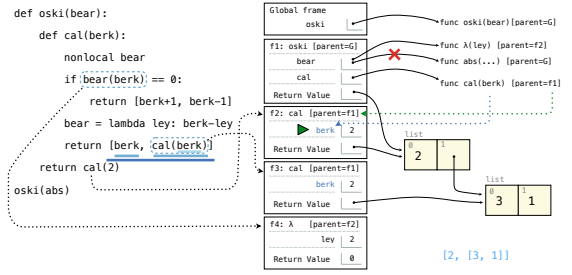 def oski(bear):
def cal(berk):
nonlocal bear
if bear(berk) == 0:
return [berk+1, berk-1]
bear = lambda ley: berk-ley
return [berk, cal(berk)]
return cal(2)
oski(abs)
Global frame
oski
f1: oski [parent=G]
bear
cal
Return Value
f2: cal [parent=f1]
berk 2
Return Value
f3: cal [parent=f1]
berk 2
Return Value
f4: λ [parent=f2]
ley 2
Return Value 0
func oski(bear)[parent=G]
func λ(ley) [parent=f2]
func abs(...) [parent=G]
func cal(berk) [parent=f1]
list
0 1
2
list
0 1
3 1
[2, [3, 1]]